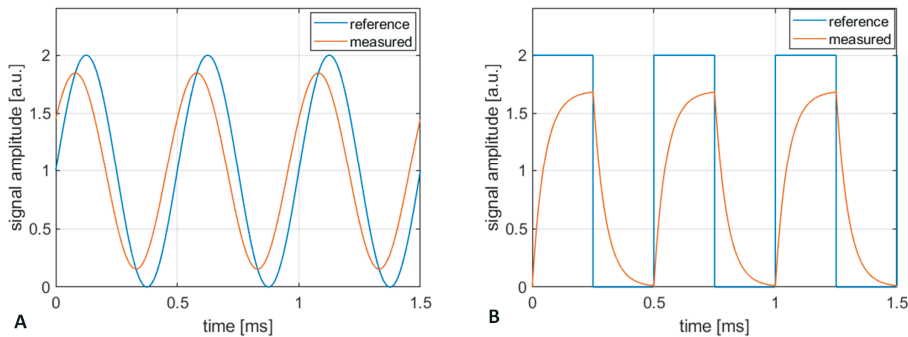 reference
measured
signal amplitude [a.u.]
2
1.5
1
0.5
0
0 0.5 1 1.5
time [ms]
A
reference
measured
signal amplitude [a.u.]
2
1.5
1
0.5
0
0 0.5 1 1.5
time [ms]
B